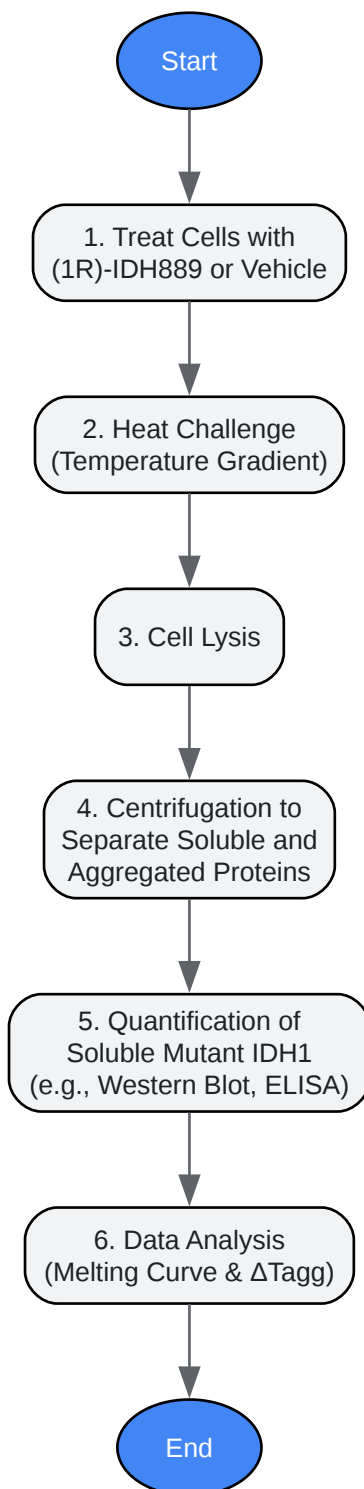 Start
1. Treat Cells with
(1R)-IDH889 or Vehicle
2. Heat Challenge
(Temperature Gradient)
3. Cell Lysis
4. Centrifugation to
Separate Soluble and
Aggregated Proteins
5. Quantification of
Soluble Mutant IDH1
(e.g., Western Blot, ELISA)
6. Data Analysis
(Melting Curve & ΔTagg)
End